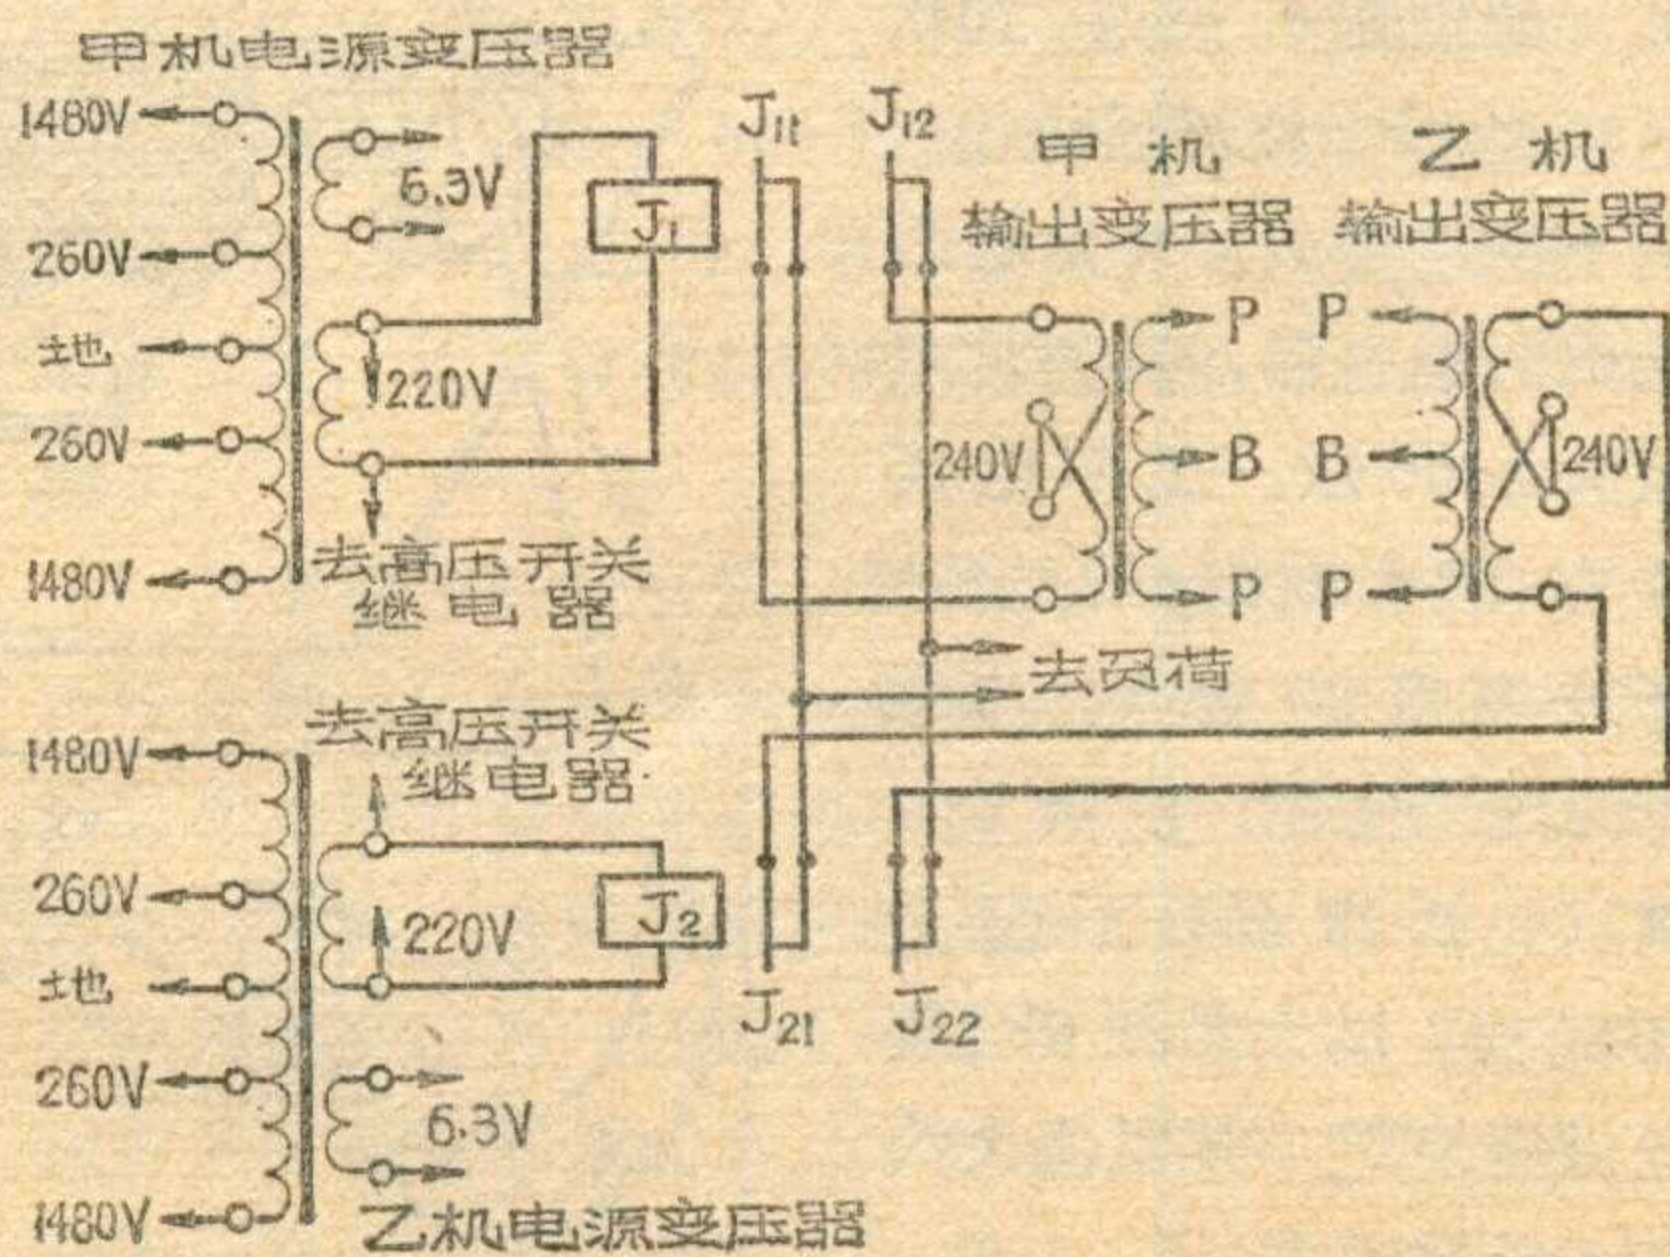 甲机电源变压器
1480V
260V
土地
260V
1480V
6.3V
J1
220V
去高压开关
继电器
J11
J12
甲机
输出变压器
乙机
输出变压器
240V
P
B
P
P
B
P
240V
去负荷
1480V
260V
土地
260V
1480V
去高压开关
继电器
220V
J2
6.3V
乙机电源变压器
J21
J22